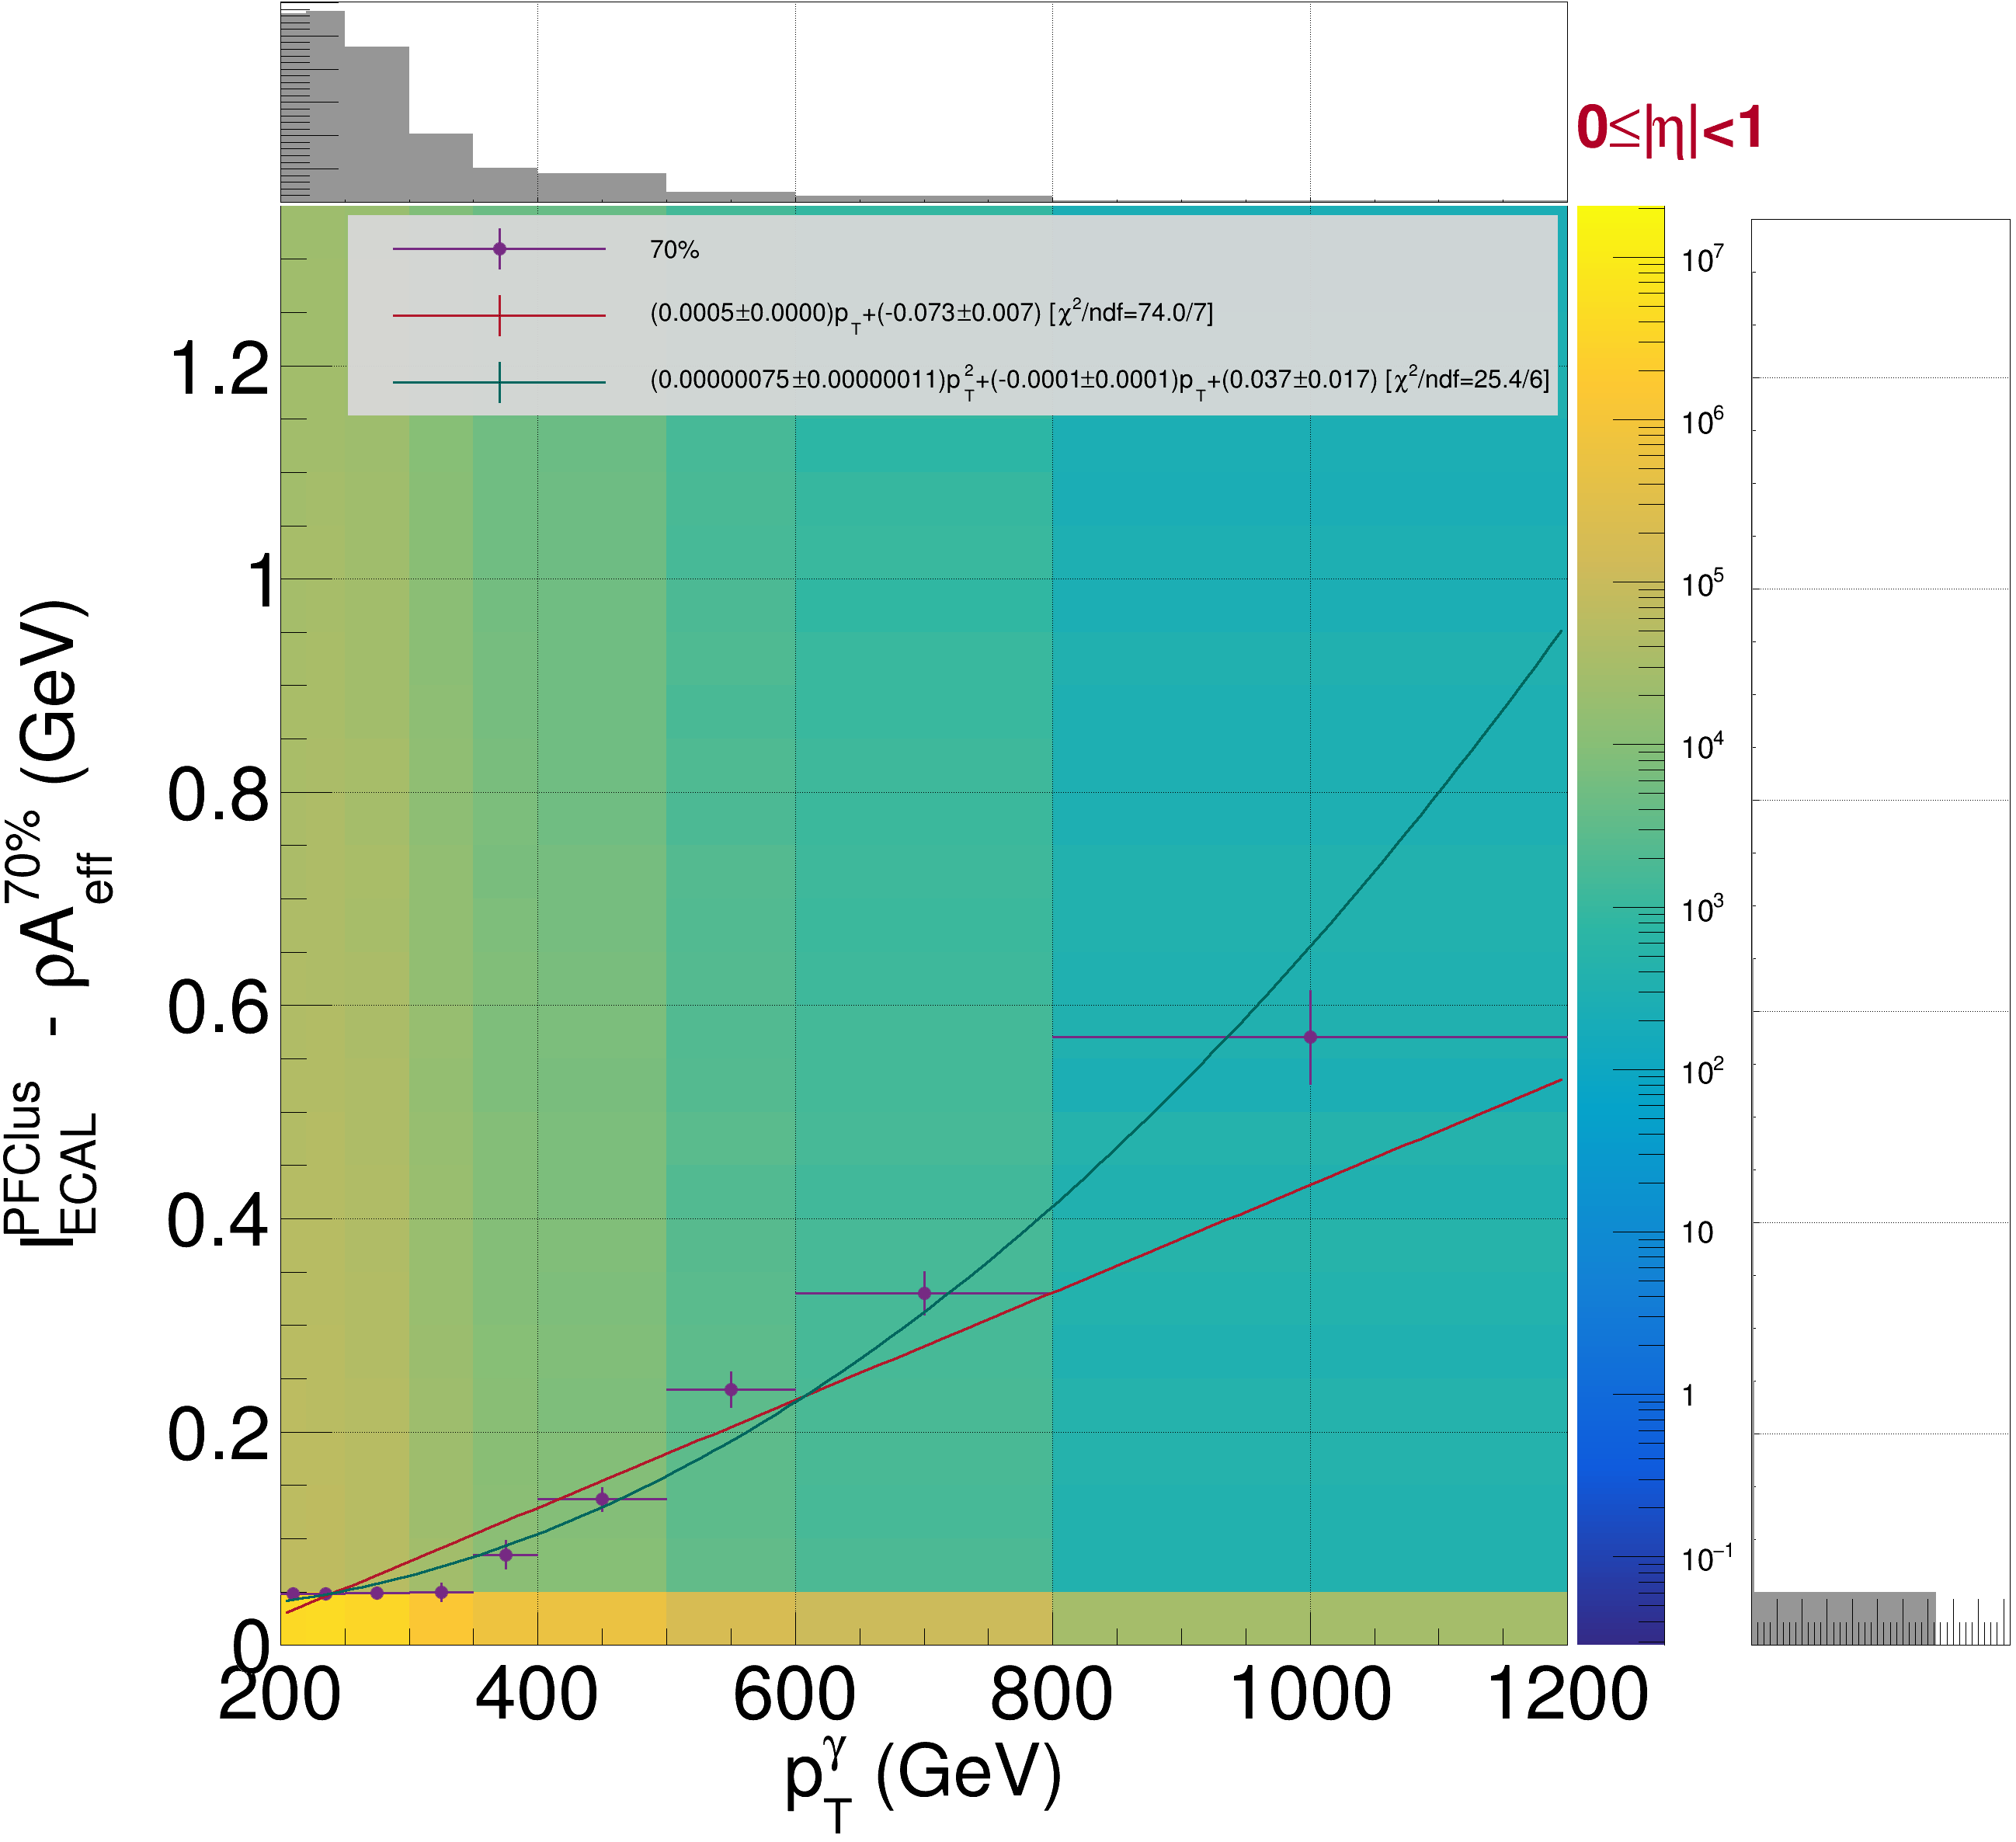 0≤|η|<1
70%
(0.0005±0.0000)p_T+(-0.073±0.007) [χ²/ndf=74.0/7]
(0.00000075±0.00000011)p_T²+(-0.0001±0.0001)p_T+(0.037±0.017) [χ²/ndf=25.4/6]
I_ECAL^PFClus - ρA_eff^70% (GeV)
1.2
1
0.8
0.6
0.4
0.2
0
200 400 600 800 1000 1200
p_T^γ (GeV)
10⁷
10⁶
10⁵
10⁴
10³
10²
10
1
10⁻¹